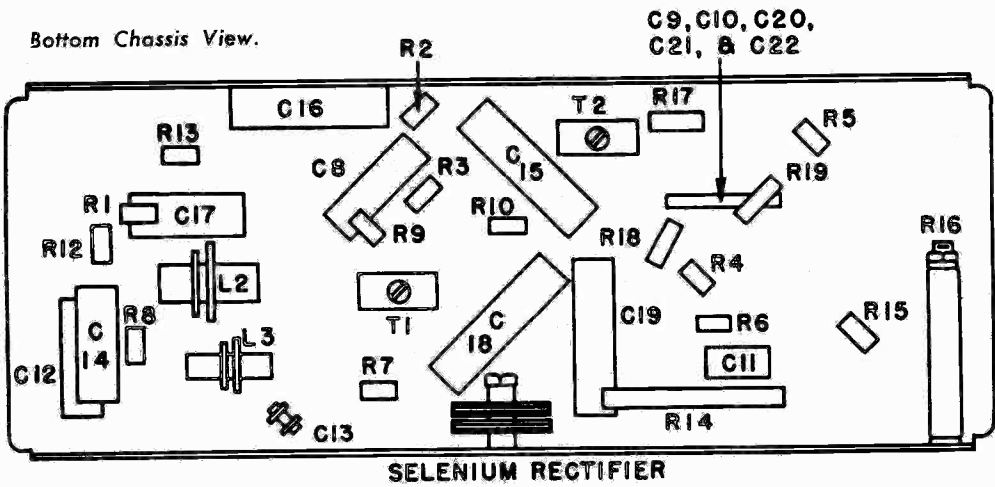 Bottom Chassis View.
C9, C10, C20,
C21, & C22
R2
C16
T2
R17
R5
R13
C8
R3
C
15
R19
R1
C17
R10
R9
R12
R18
R16
L2
R4
T1
C
18
C19
R6
R15
C
14
R8
L3
C12
R7
C11
R14
C13
SELENIUM RECTIFIER